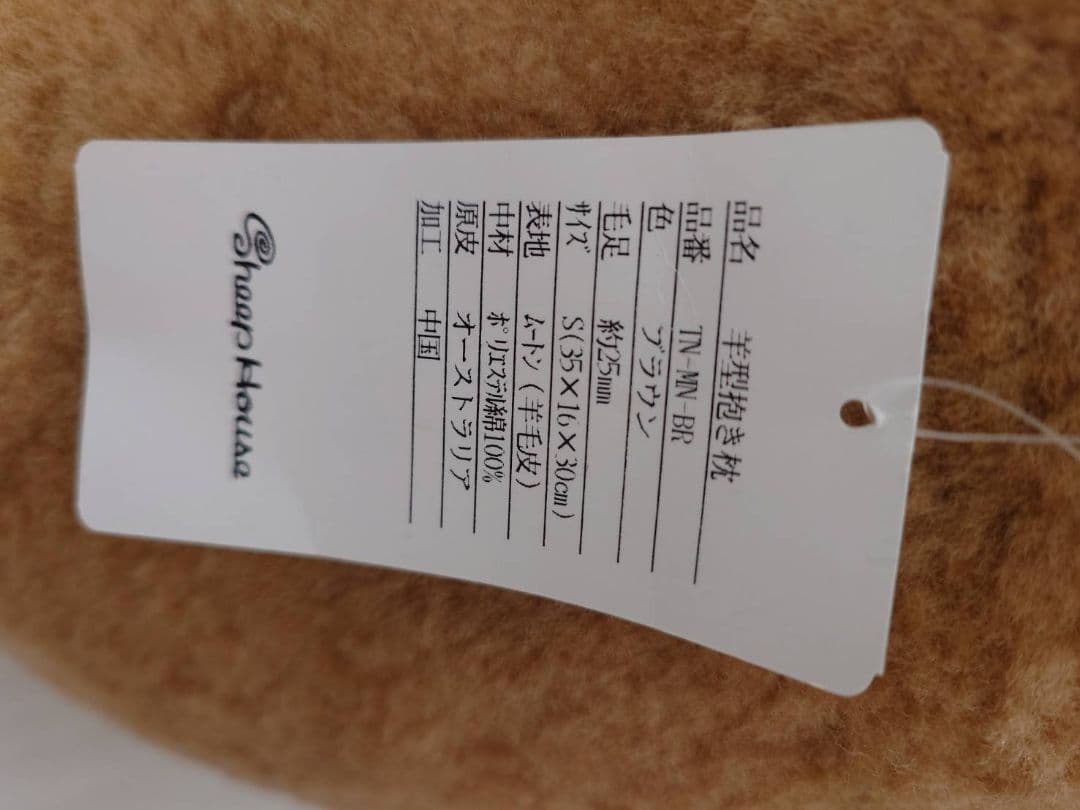 品名 羊型抱き枕
品番 TN-MN-BR
色 ブラウン
毛足 約25mm
ｻｲｽﾞ S(35×16×30cm)
表地 ﾑｰﾄﾝ(羊毛皮)
中材 ﾎﾟﾘｴｽﾃﾙ綿100%
原皮 オーストラリア
加工 中国
SheepHouse